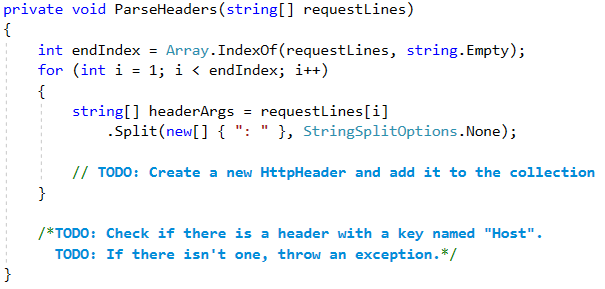 private void ParseHeaders(string[] requestLines)
{
    int endIndex = Array.IndexOf(requestLines, string.Empty);
    for (int i = 1; i < endIndex; i++)
    {
        string[] headerArgs = requestLines[i]
            .Split(new[] { ": " }, StringSplitOptions.None);

        // TODO: Create a new HttpHeader and add it to the collection
    }

    /*TODO: Check if there is a header with a key named "Host".
      TODO: If there isn't one, throw an exception.*/
}